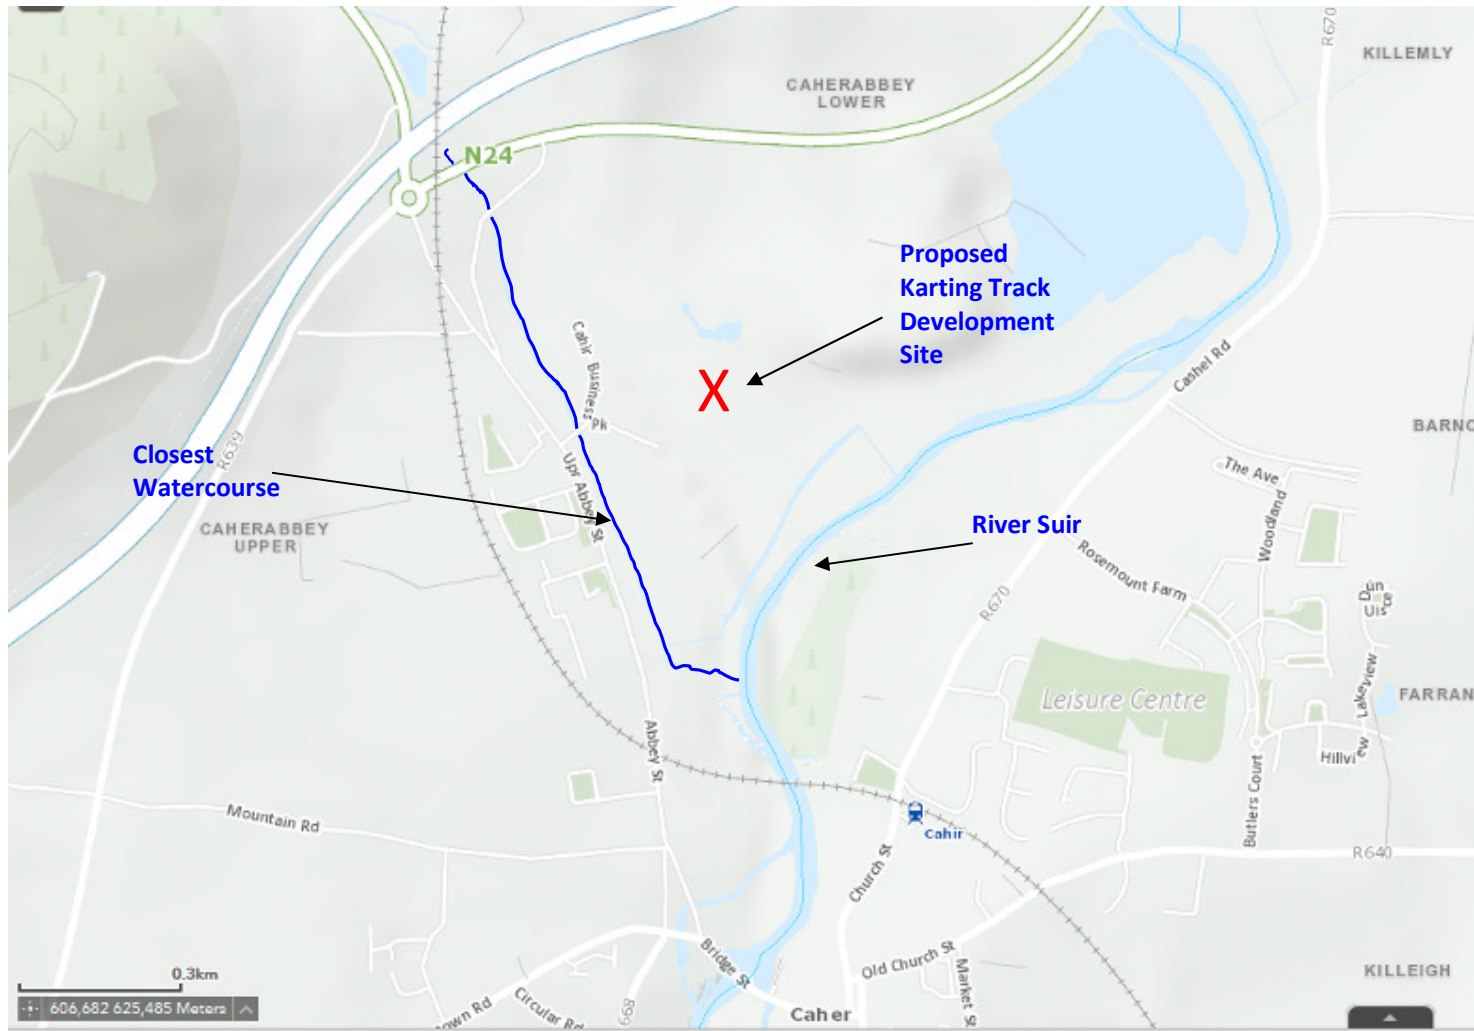 R670
KILLEMLY
CAHERABBEY
LOWER
N24
Proposed
Karting Track
Development
Site
Cahir Business
Pk
Cashel Rd
R639
BARNO
Closest
Watercourse
Upr Abbey St
The Ave
Woodland
CAHERABBEY
UPPER
River Suir
Rosemount Farm
Dún
Uisce
R670
Leisure Centre
Lakeview
FARRAN
Abbey St
Hillview
Butlers Court
Mountain Rd
Cahir
Church St
R640
Bridge St
Old Church St
Market St
KILLEIGH
0.3km
606,682 625,485 Meters
own Rd
Circular Rd
668
Caher